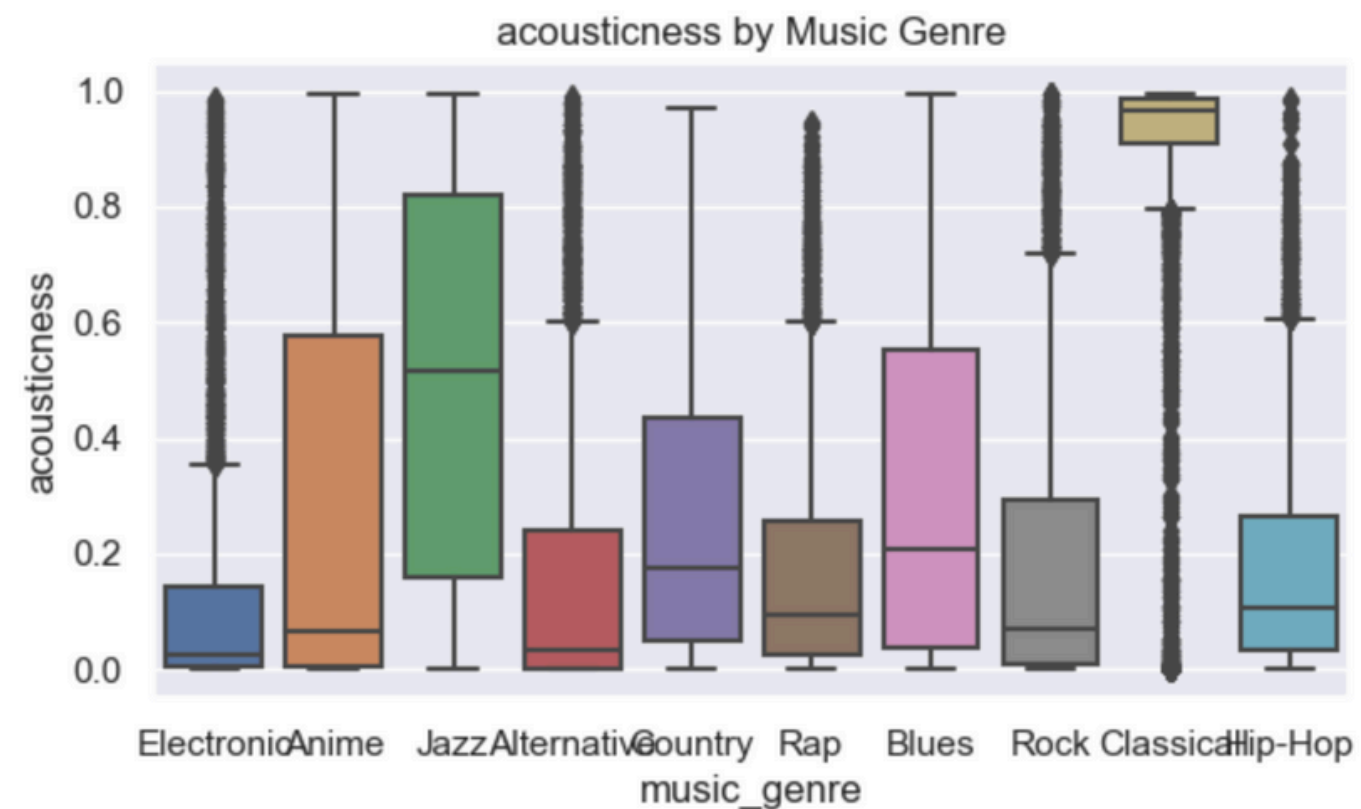 acousticness by Music Genre
acousticness
1.0
0.8
0.6
0.4
0.2
0.0
Electronic Anime Jazz Alternative Country Rap Blues Rock Classical Hip-Hop
music_genre